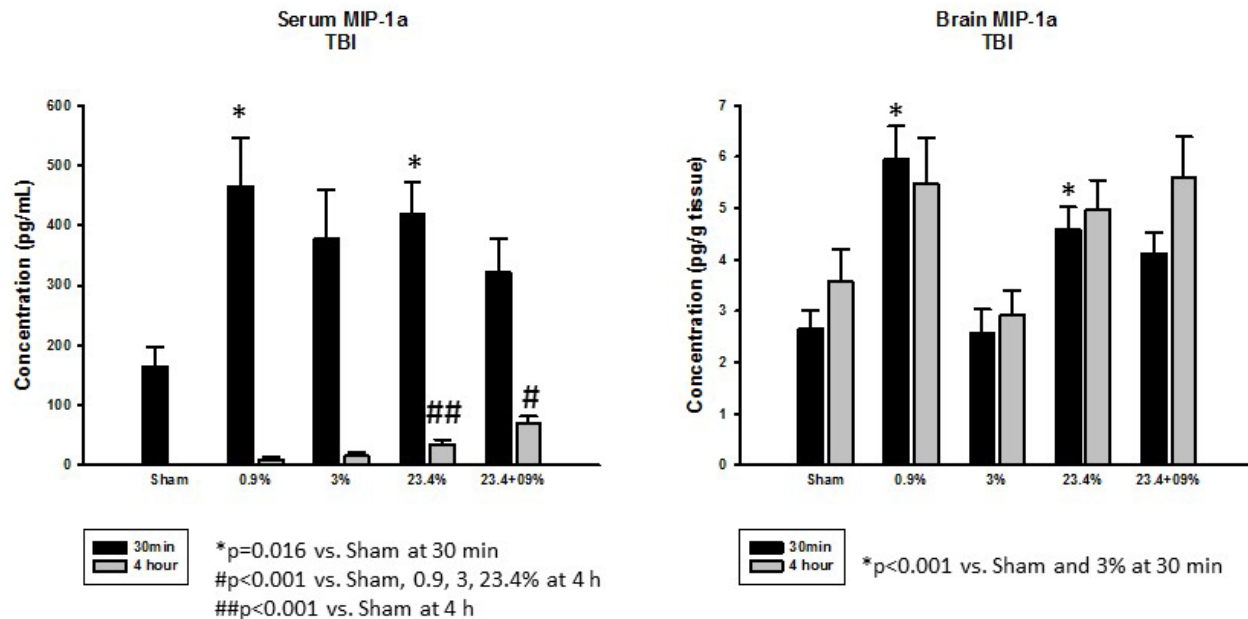 Serum MIP-1a
TBI
Concentration (pg/mL)
600
*
500
*
400
300
200
#
100
##
0
Sham 0.9% 3% 23.4% 23.4+09%
30min
4 hour
*p=0.016 vs. Sham at 30 min
#p<0.001 vs. Sham, 0.9, 3, 23.4% at 4 h
##p<0.001 vs. Sham at 4 h
Brain MIP-1a
TBI
Concentration (pg/g tissue)
7
*
6
*
5
4
3
2
1
0
Sham 0.9% 3% 23.4% 23.4+09%
30min
4 hour
*p<0.001 vs. Sham and 3% at 30 min